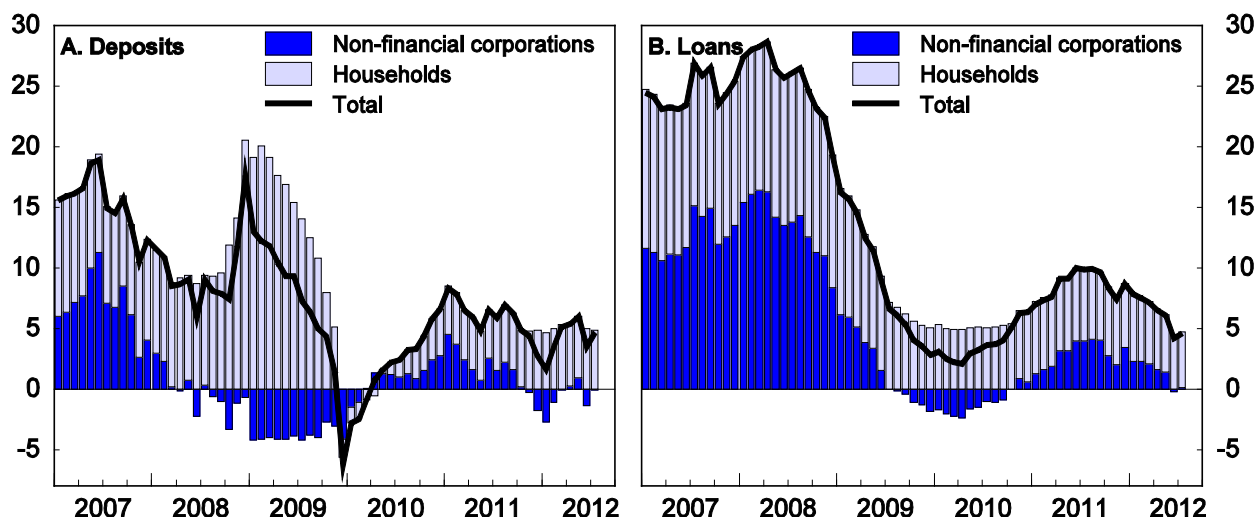 30
25
20
15
10
5
0
-5
A. Deposits
Non-financial corporations
Households
Total
2007 2008 2009 2010 2011 2012
B. Loans
Non-financial corporations
Households
Total
2007 2008 2009 2010 2011 2012
30
25
20
15
10
5
0
-5